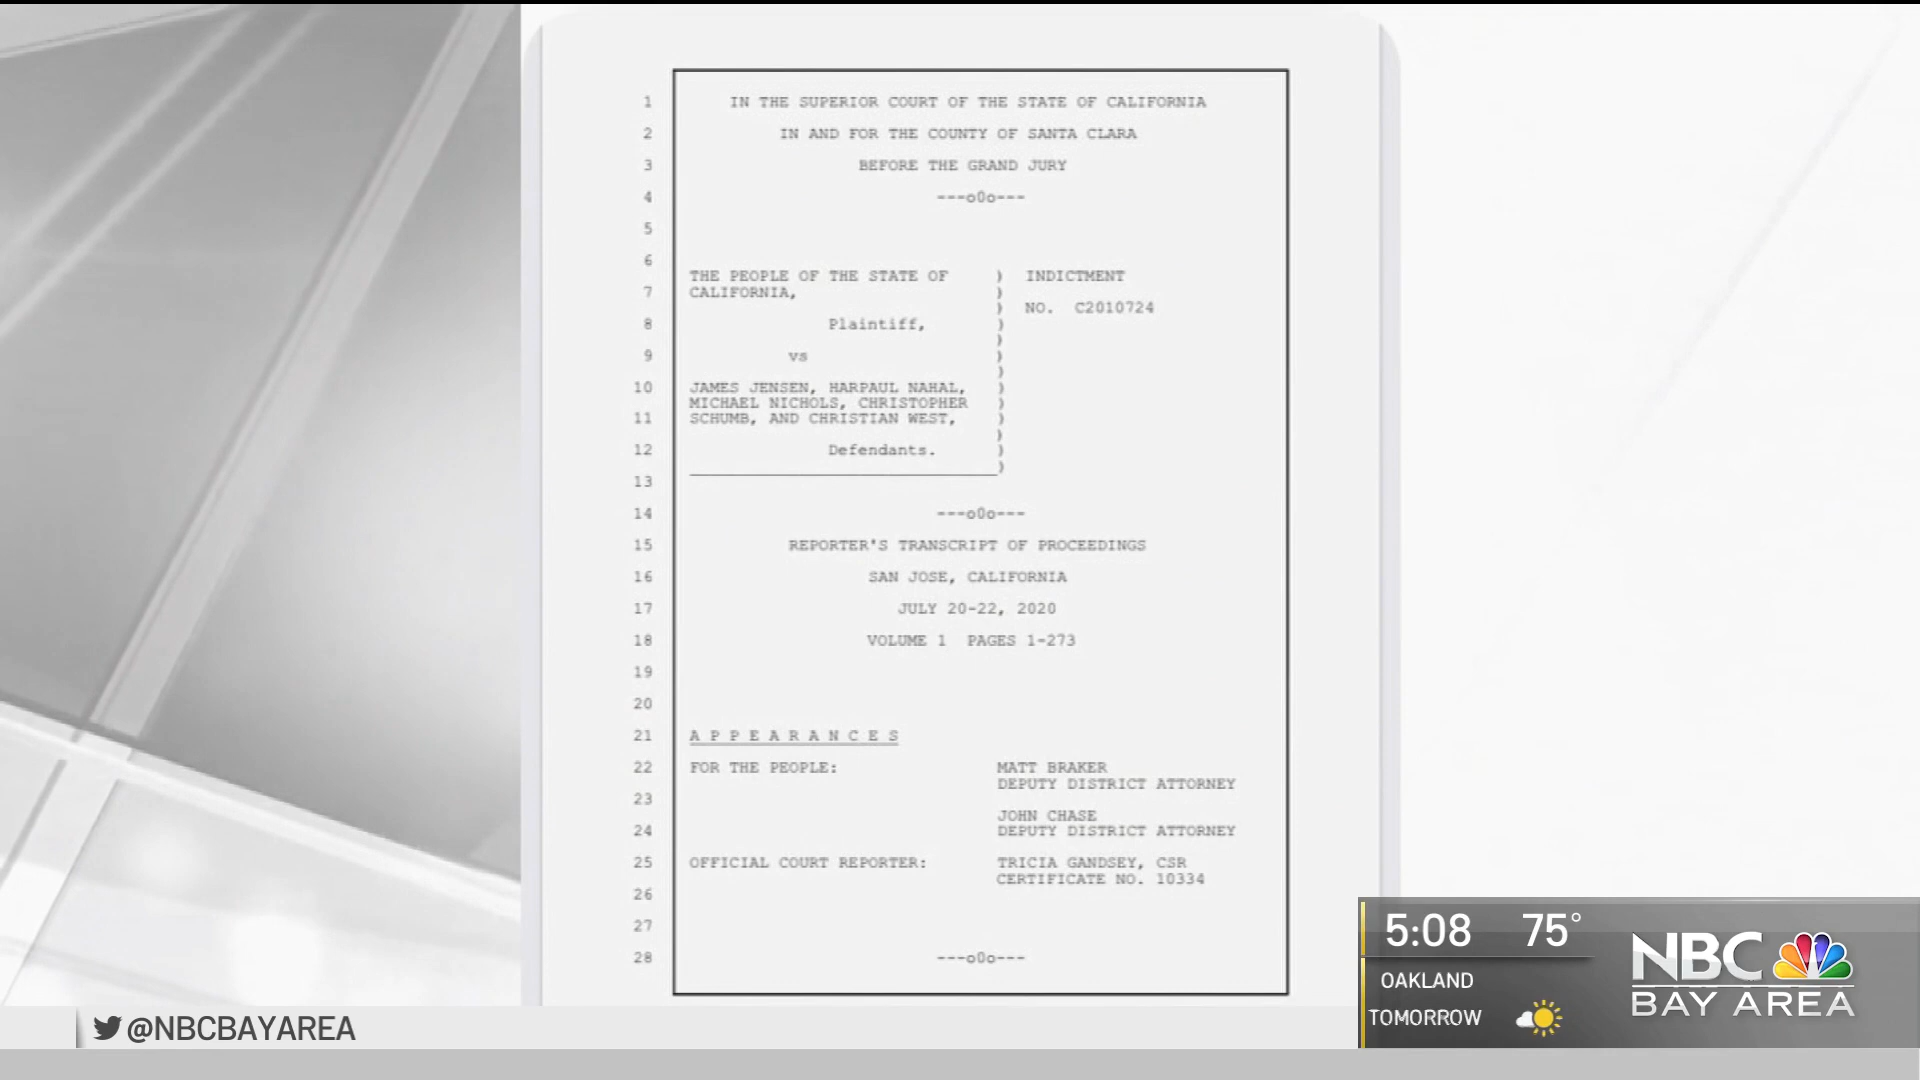 1 IN THE SUPERIOR COURT OF THE STATE OF CALIFORNIA
2 IN AND FOR THE COUNTY OF SANTA CLARA
3 BEFORE THE GRAND JURY
4 ---o0o---
5
6
THE PEOPLE OF THE STATE OF ) INDICTMENT
7 CALIFORNIA, )
) NO. C2010724
8 Plaintiff, )
)
9 vs )
)
10 JAMES JENSEN, HARPAUL NAHAL, )
MICHAEL NICHOLS, CHRISTOPHER )
11 SCHUMB, AND CHRISTIAN WEST, )
)
12 Defendants. )
)
13
14 ---o0o---
15 REPORTER'S TRANSCRIPT OF PROCEEDINGS
16 SAN JOSE, CALIFORNIA
17 JULY 20-22, 2020
18 VOLUME 1 PAGES 1-273
19
20
21 A P P E A R A N C E S
22 FOR THE PEOPLE: MATT BRAKER
DEPUTY DISTRICT ATTORNEY
23
JOHN CHASE
24 DEPUTY DISTRICT ATTORNEY
25 OFFICIAL COURT REPORTER: TRICIA GANDSEY, CSR
CERTIFICATE NO. 10334
26
27
28 ---o0o---
5:08 75°
OAKLAND
TOMORROW
NBC
BAY AREA
@NBCBAYAREA